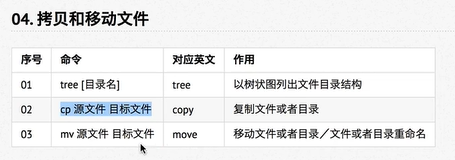 04. 拷贝和移动文件
序号 命令 对应英文 作用
01 tree [目录名] tree 以树状图列出文件目录结构
02 cp 源文件 目标文件 copy 复制文件或者目录
03 mv 源文件 目标文件 move 移动文件或者目录／文件或者目录重命名